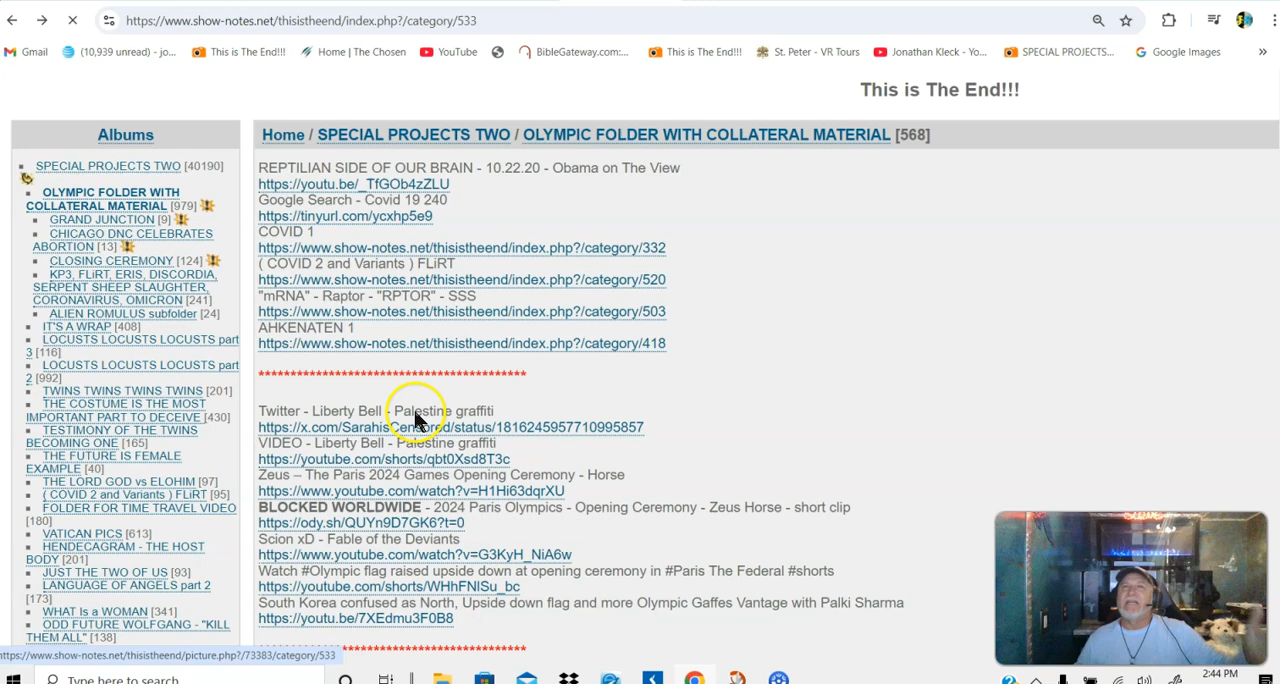 https://www.show-notes.net/thisistheend/index.php?/category/533
Gmail
(10,939 unread) - jo...
This is The End!!!
Home | The Chosen
YouTube
BibleGateway.com:...
This is The End!!!
St. Peter - VR Tours
Jonathan Kleck - Yo...
SPECIAL PROJECTS...
Google Images
»
This is The End!!!
Albums
SPECIAL PROJECTS TWO [40190]
OLYMPIC FOLDER WITH
COLLATERAL MATERIAL [979]
GRAND JUNCTION [9]
CHICAGO DNC CELEBRATES
ABORTION [13]
CLOSING CEREMONY [124]
KP3, FLiRT, ERIS, DISCORDIA,
SERPENT SHEEP SLAUGHTER,
CORONAVIRUS, OMICRON [241]
ALIEN ROMULUS subfolder [24]
IT'S A WRAP [408]
LOCUSTS LOCUSTS LOCUSTS part
3 [116]
LOCUSTS LOCUSTS LOCUSTS part
2 [992]
TWINS TWINS TWINS TWINS [201]
THE COSTUME IS THE MOST
IMPORTANT PART TO DECEIVE [430]
TESTIMONY OF THE TWINS
BECOMING ONE [165]
THE FUTURE IS FEMALE
EXAMPLE [40]
THE LORD GOD vs ELOHIM [97]
( COVID 2 and Variants ) FLiRT [95]
FOLDER FOR TIME TRAVEL VIDEO
[180]
VATICAN PICS [613]
HENDECAGRAM - THE HOST
BODY [201]
JUST THE TWO OF US [93]
LANGUAGE OF ANGELS part 2
[173]
WHAT Is a WOMAN [341]
ODD FUTURE WOLFGANG - "KILL
THEM ALL" [138]
Home / SPECIAL PROJECTS TWO / OLYMPIC FOLDER WITH COLLATERAL MATERIAL [568]
REPTILIAN SIDE OF OUR BRAIN - 10.22.20 - Obama on The View
https://youtu.be/_TfGOb4zZLU
Google Search - Covid 19 240
https://tinyurl.com/ycxhp5e9
COVID 1
https://www.show-notes.net/thisistheend/index.php?/category/332
( COVID 2 and Variants ) FLiRT
https://www.show-notes.net/thisistheend/index.php?/category/520
"mRNA" - Raptor - "RPTOR" - SSS
https://www.show-notes.net/thisistheend/index.php?/category/503
AHKENATEN 1
https://www.show-notes.net/thisistheend/index.php?/category/418
******************************************
Twitter - Liberty Bell - Palestine graffiti
https://x.com/SarahisCensored/status/1816245957710995857
VIDEO - Liberty Bell - Palestine graffiti
https://youtube.com/shorts/qbt0Xsd8T3c
Zeus – The Paris 2024 Games Opening Ceremony - Horse
https://www.youtube.com/watch?v=H1Hi63dqrXU
BLOCKED WORLDWIDE - 2024 Paris Olympics - Opening Ceremony - Zeus Horse - short clip
https://ody.sh/QUYn9D7GK6?t=0
Scion xD - Fable of the Deviants
https://www.youtube.com/watch?v=G3KyH_NiA6w
Watch #Olympic flag raised upside down at opening ceremony in #Paris The Federal #shorts
https://youtube.com/shorts/WHhFNlSu_bc
South Korea confused as North, Upside down flag and more Olympic Gaffes Vantage with Palki Sharma
https://youtu.be/7XEdmu3F0B8
******************************************
https://www.show-notes.net/thisistheend/picture.php?/73383/category/533
Type here to search
2:44 PM